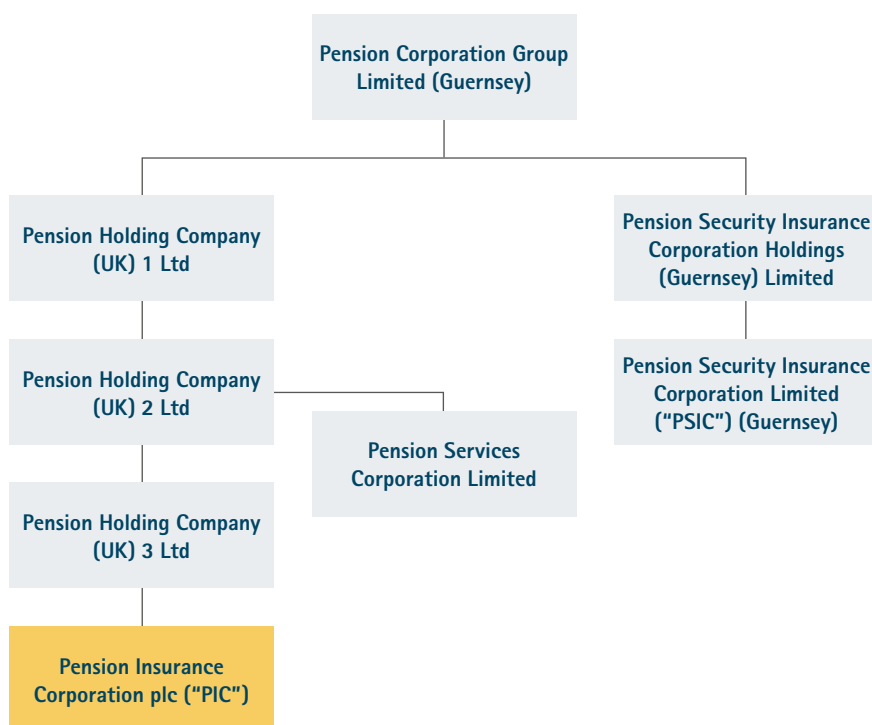 Pension Corporation Group
Limited (Guernsey)
Pension Holding Company
(UK) 1 Ltd
Pension Security Insurance
Corporation Holdings
(Guernsey) Limited
Pension Holding Company
(UK) 2 Ltd
Pension Security Insurance
Corporation Limited
(“PSIC”) (Guernsey)
Pension Services
Corporation Limited
Pension Holding Company
(UK) 3 Ltd
Pension Insurance
Corporation plc (“PIC”)